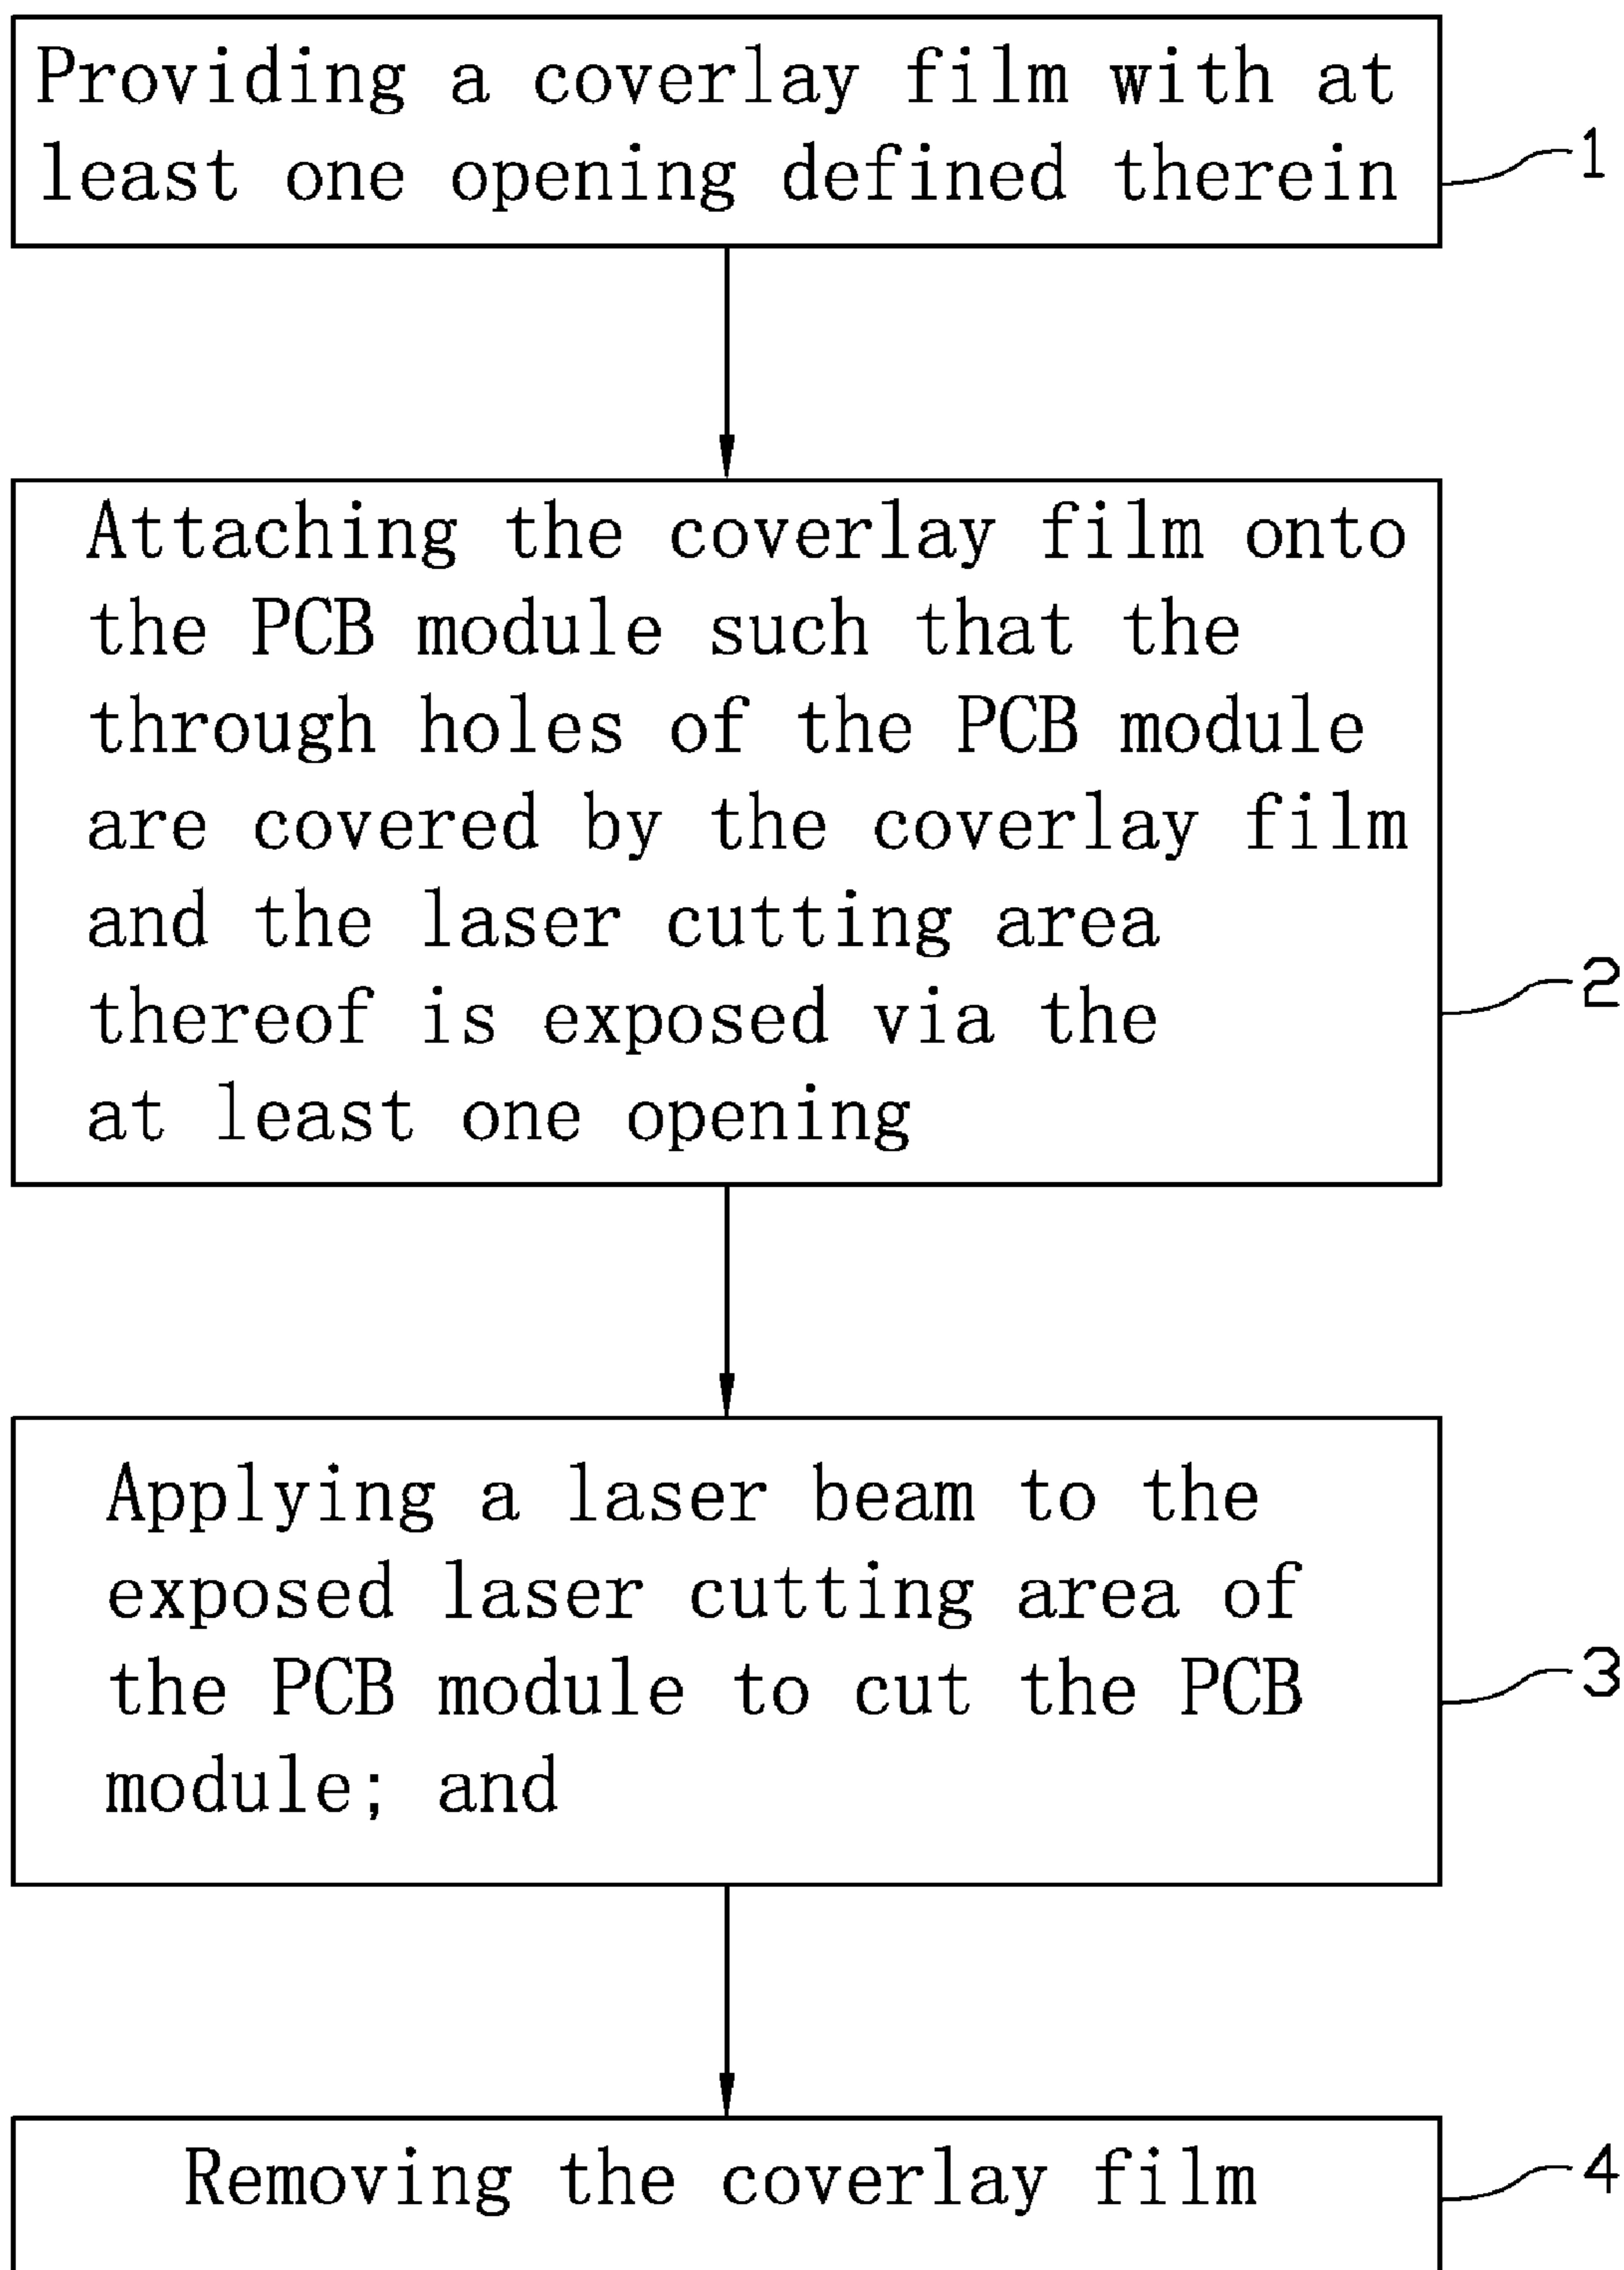 Providing a coverlay film with at
least one opening defined therein
1
Attaching the coverlay film onto
the PCB module such that the
through holes of the PCB module
are covered by the coverlay film
and the laser cutting area
thereof is exposed via the
at least one opening
2
Applying a laser beam to the
exposed laser cutting area of
the PCB module to cut the PCB
module; and
3
Removing the coverlay film
4